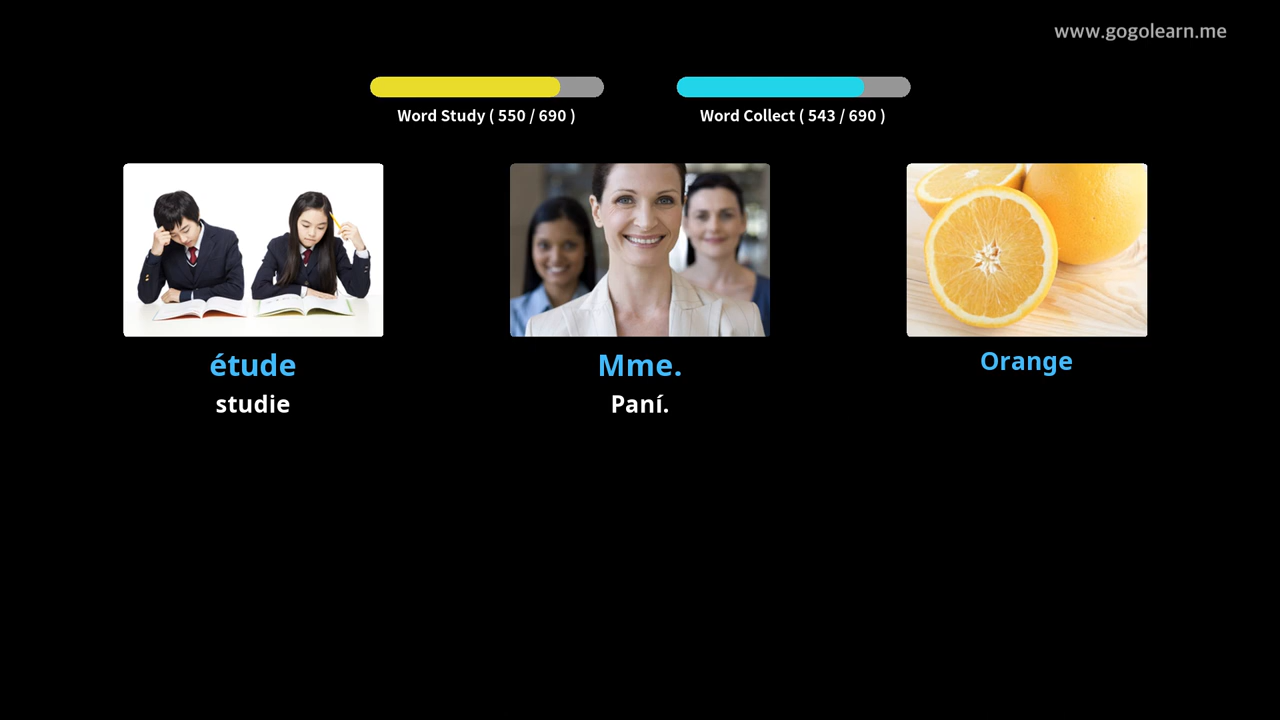 www.gogolearn.me
Word Study ( 550 / 690 )
Word Collect ( 543 / 690 )
étude
studie
Mme.
Paní.
Orange